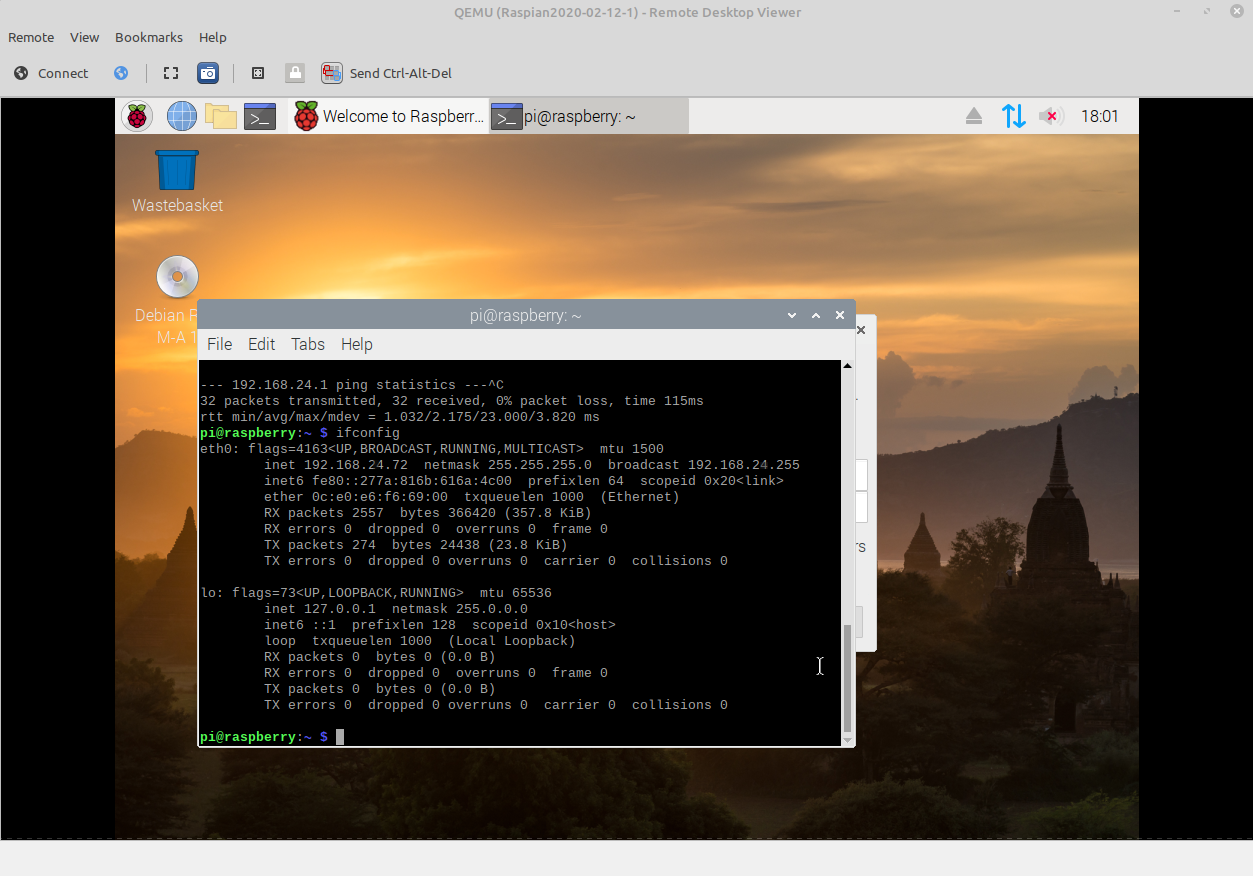 QEMU (Raspian2020-02-12-1) - Remote Desktop Viewer
Remote View Bookmarks Help
Connect Send Ctrl-Alt-Del
>_ Welcome to Raspberr... >_ pi@raspberry: ~ 18:01
Wastebasket
Debian
M-A 1
pi@raspberry: ~
File Edit Tabs Help
--- 192.168.24.1 ping statistics ---^C
32 packets transmitted, 32 received, 0% packet loss, time 115ms
rtt min/avg/max/mdev = 1.032/2.175/23.000/3.820 ms
pi@raspberry:~ $ ifconfig
eth0: flags=4163<UP,BROADCAST,RUNNING,MULTICAST>  mtu 1500
inet 192.168.24.72  netmask 255.255.255.0  broadcast 192.168.24.255
inet6 fe80::277a:816b:616a:4c00  prefixlen 64  scopeid 0x20<link>
ether 0c:e0:e6:f6:69:00  txqueuelen 1000  (Ethernet)
RX packets 2557  bytes 366420 (357.8 KiB)
RX errors 0  dropped 0  overruns 0  frame 0
TX packets 274  bytes 24438 (23.8 KiB)
TX errors 0  dropped 0 overruns 0  carrier 0  collisions 0
lo: flags=73<UP,LOOPBACK,RUNNING>  mtu 65536
inet 127.0.0.1  netmask 255.0.0.0
inet6 ::1  prefixlen 128  scopeid 0x10<host>
loop  txqueuelen 1000  (Local Loopback)
RX packets 0  bytes 0 (0.0 B)
RX errors 0  dropped 0  overruns 0  frame 0
TX packets 0  bytes 0 (0.0 B)
TX errors 0  dropped 0 overruns 0  carrier 0  collisions 0
pi@raspberry:~ $